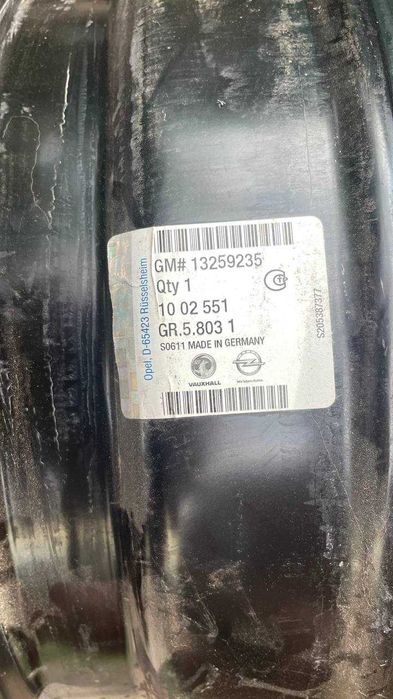 Opel, D-65423 Rüsselsheim
GM# 13259235
Qty 1
10 02 551
GR.5.803 1
S0611 MADE IN GERMANY
VAUXHALL
S205387377